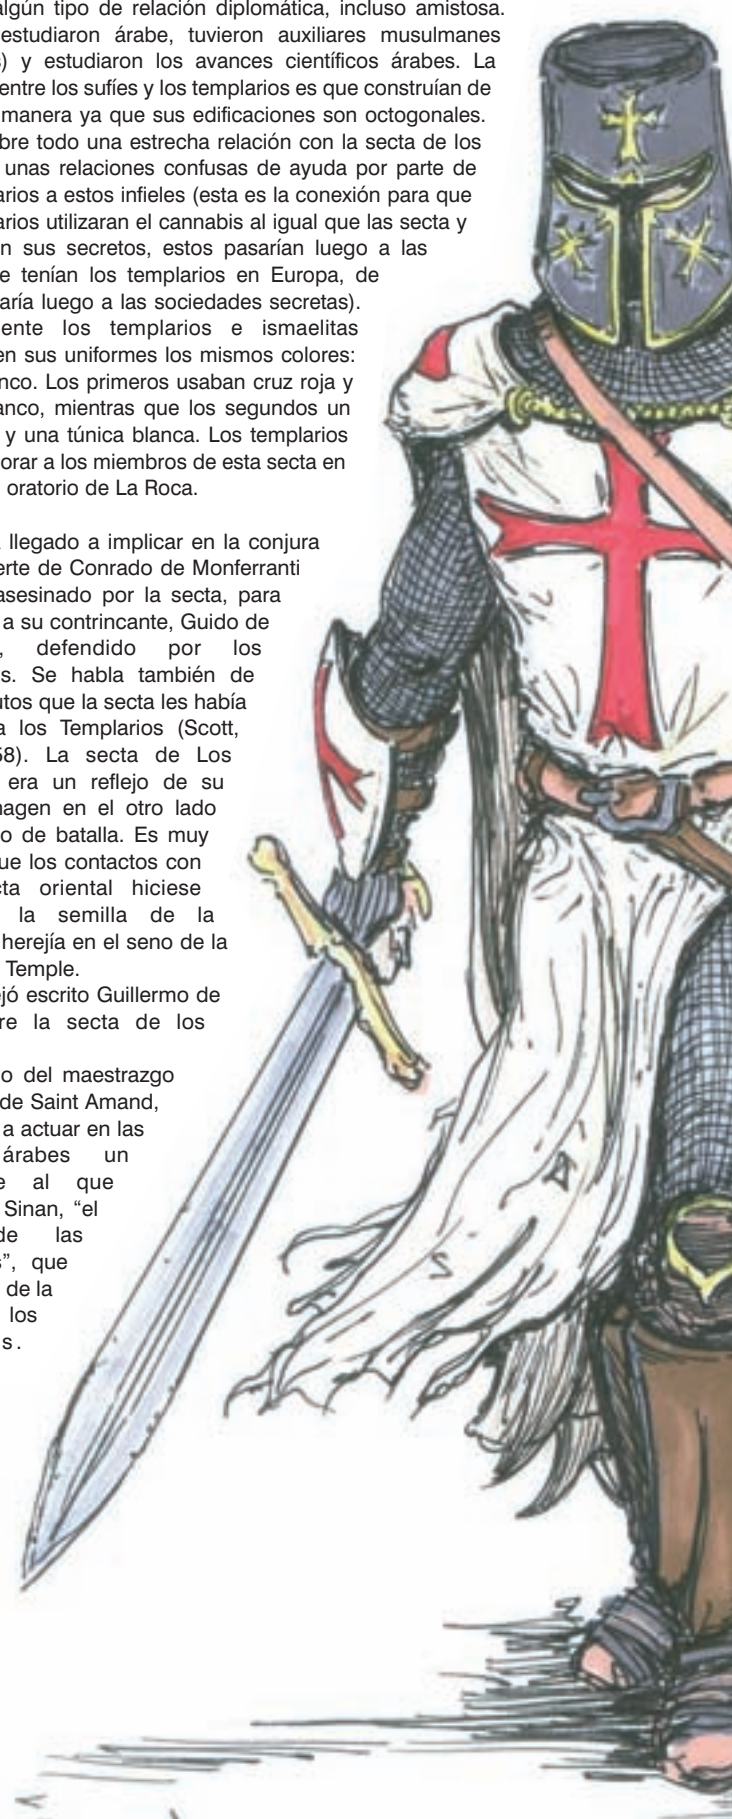 algún tipo de relación diplomática, incluso amistosa.
estudiaron árabe, tuvieron auxiliares musulmanes
s) y estudiaron los avances científicos árabes. La
entre los sufíes y los templarios es que construían de
manera ya que sus edificaciones son octogonales.
bre todo una estrecha relación con la secta de los
unas relaciones confusas de ayuda por parte de
arios a estos infieles (esta es la conexión para que
arios utilizaran el cannabis al igual que las secta y
n sus secretos, estos pasarían luego a las
e tenían los templarios en Europa, de
aría luego a las sociedades secretas).
ente los templarios e ismaelitas
en sus uniformes los mismos colores:
nco. Los primeros usaban cruz roja y
anco, mientras que los segundos un
y una túnica blanca. Los templarios
orar a los miembros de esta secta en
oratorio de La Roca.
llegado a implicar en la conjura
erte de Conrado de Monferranti
asesinado por la secta, para
a su contrincante, Guido de
, defendido por los
s. Se habla también de
utos que la secta les había
a los Templarios (Scott,
58). La secta de Los
era un reflejo de su
nagen en el otro lado
o de batalla. Es muy
ue los contactos con
cta oriental hiciese
la semilla de la
herejía en el seno de la
Temple.
ejó escrito Guillermo de
re la secta de los
o del maestrazgo
de Saint Amand,
a actuar en las
árabes un
e al que
Sinan, “el
de las
s”, que
de la
los
s.